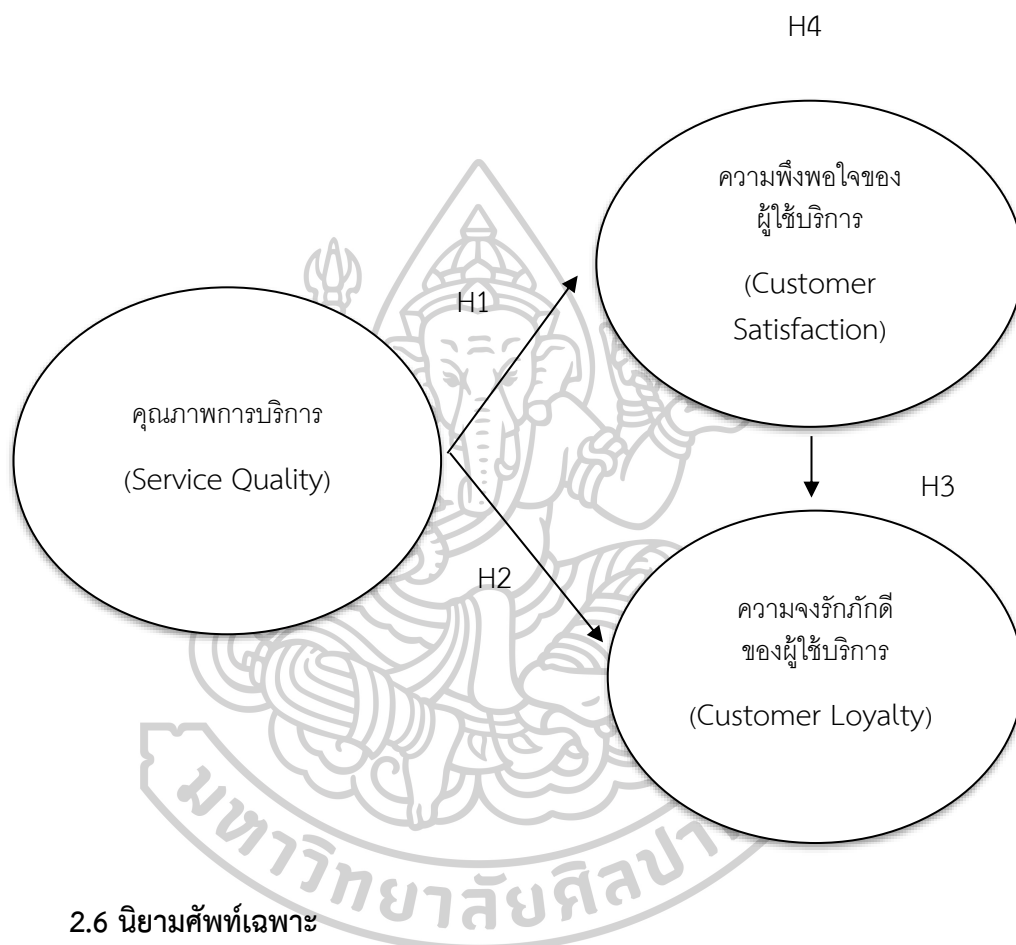 H4
ความพึงพอใจของ
ผู้ใช้บริการ
(Customer
Satisfaction)
H1
คุณภาพการบริการ
(Service Quality)
H3
H2
ความจงรักภักดี
ของผู้ใช้บริการ
(Customer Loyalty)
มหาวิทยาลัยศิลปา
2.6 นิยามศัพท์เฉพาะ